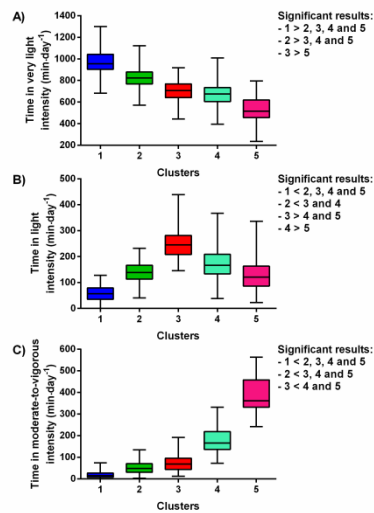 A)
Time in very light
intensity (min-day-1)
1400
1200
1000
800
600
400
200
1 2 3 4 5
Clusters
Significant results:
- 1 > 2, 3, 4 and 5
- 2 > 3, 4 and 5
- 3 > 5
B)
Time in light
intensity (min-day-1)
500
400
300
200
100
0
1 2 3 4 5
Clusters
Significant results:
- 1 < 2, 3, 4 and 5
- 2 < 3 and 4
- 3 > 4 and 5
- 4 > 5
C)
Time in moderate-to-vigorous
intensity (min-day-1)
600
500
400
300
200
100
0
1 2 3 4 5
Clusters
Significant results:
- 1 < 2, 3, 4 and 5
- 2 < 3, 4 and 5
- 3 < 4 and 5